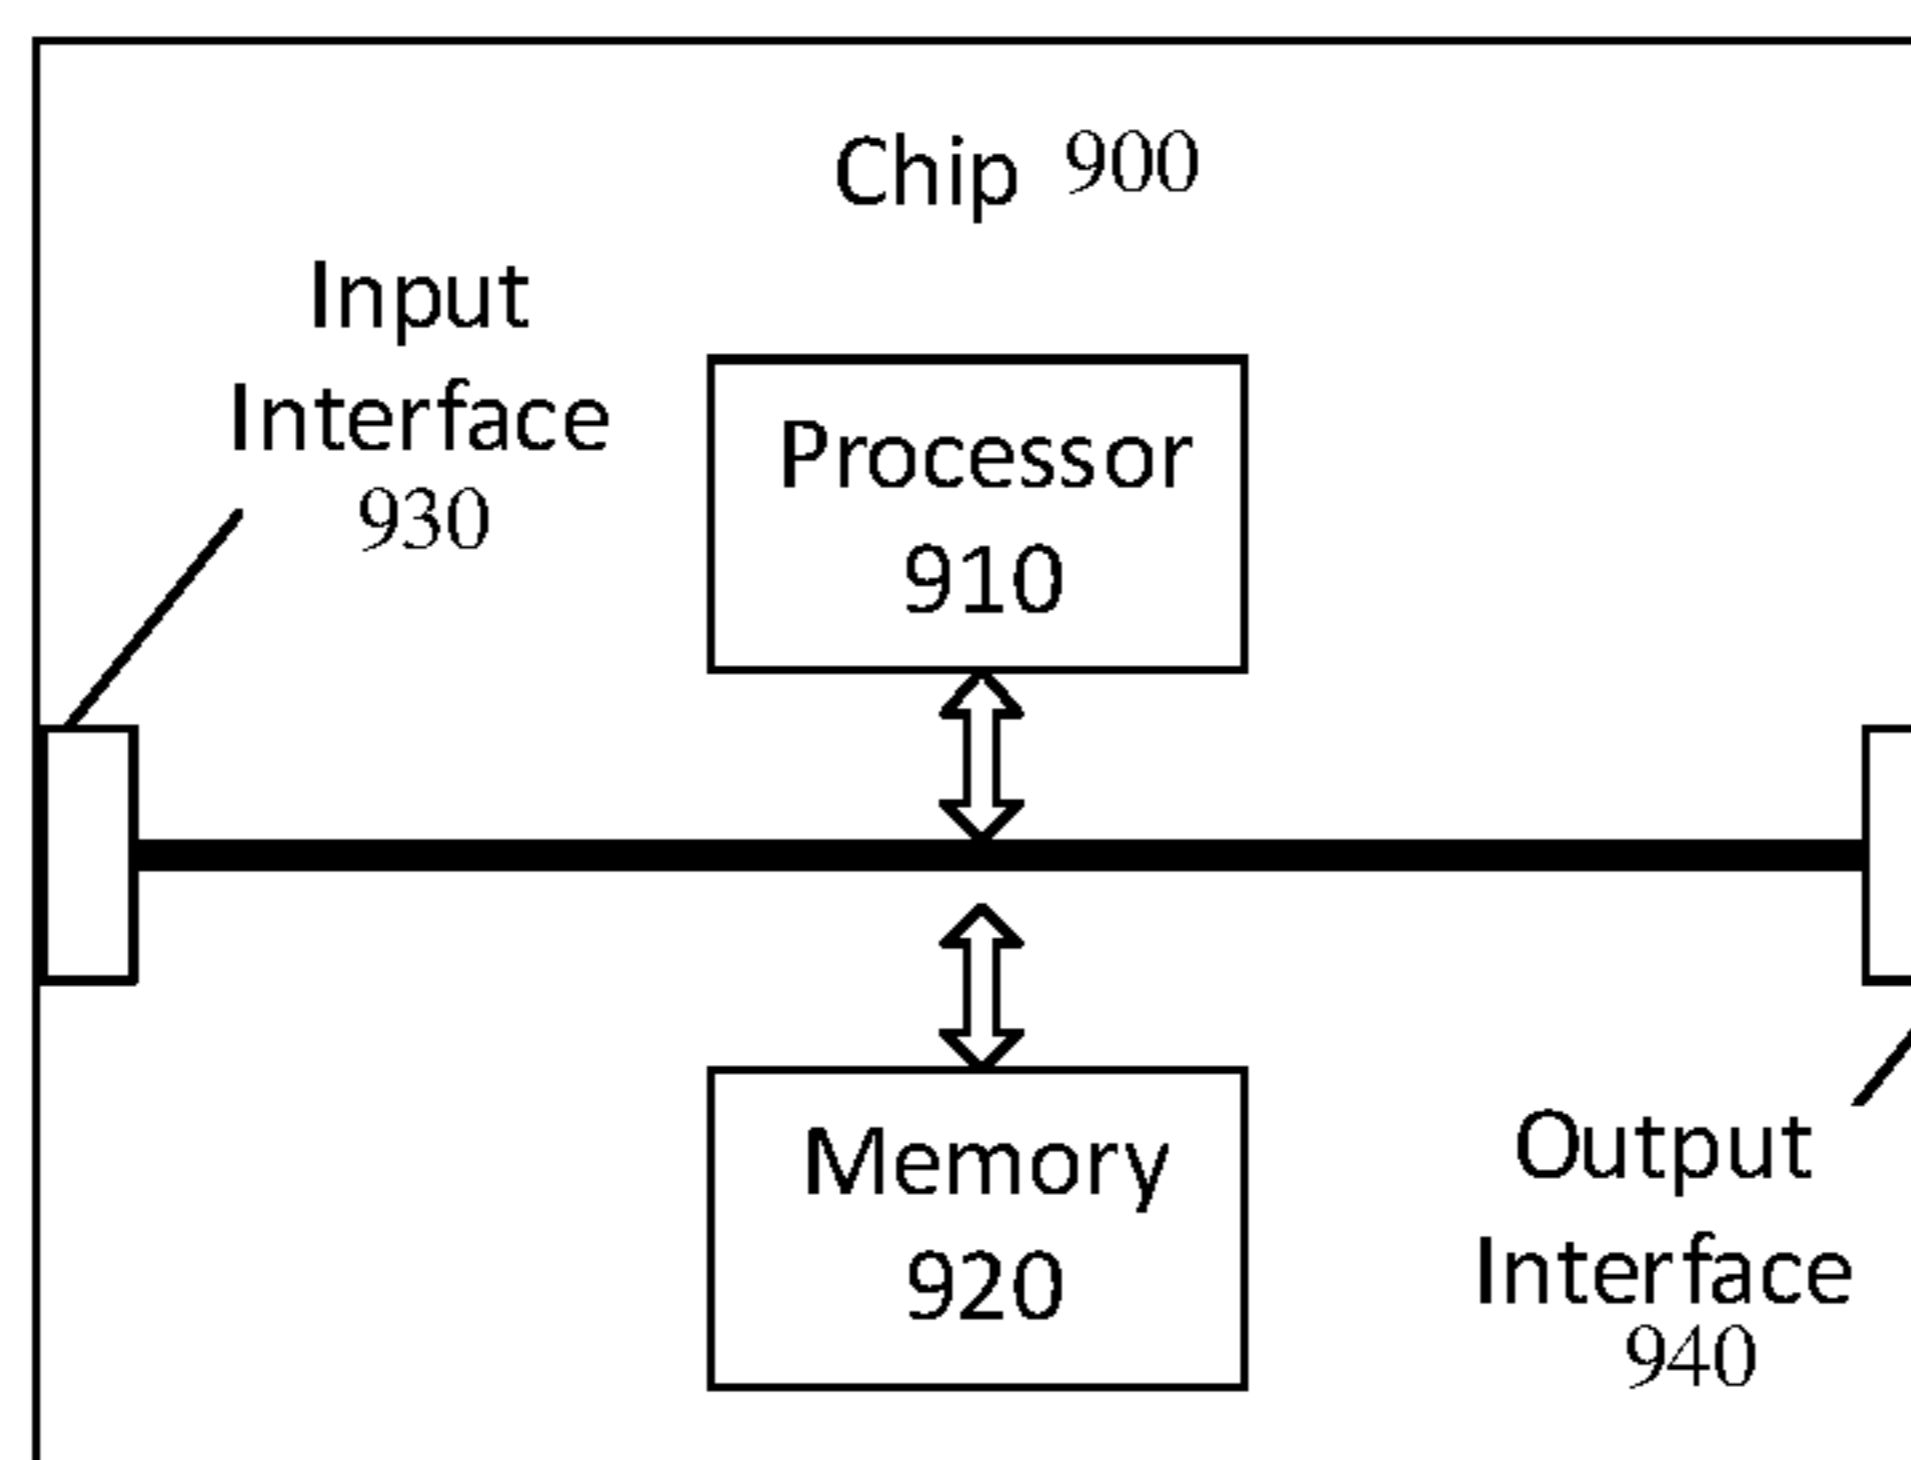 Chip 900
Input
Interface
930
Processor
910
Memory
920
Output
Interface
940